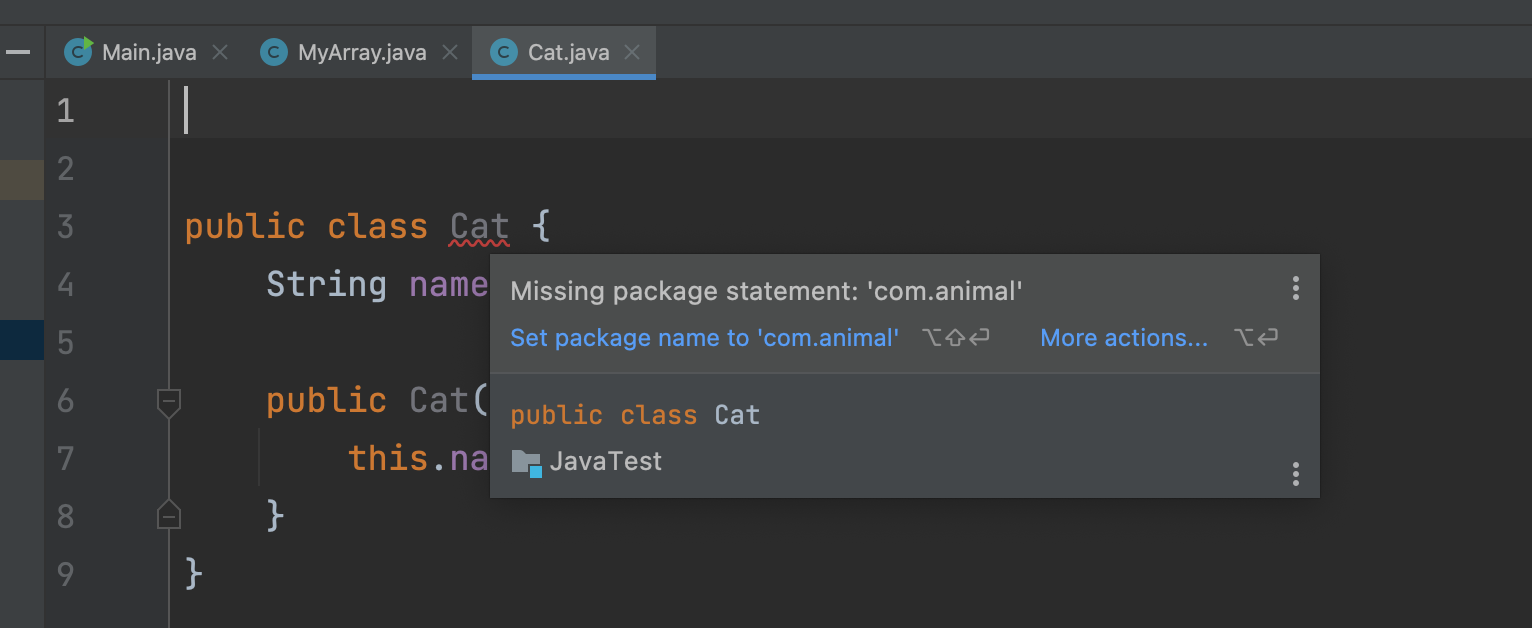 Main.java MyArray.java Cat.java
1
2
3 public class Cat {
4 String name
Missing package statement: 'com.animal'
Set package name to 'com.animal' ⌥⇧⏎ More actions... ⌥⏎
5
6 public Cat(
public class Cat
7 this.na
JavaTest
8 }
9 }